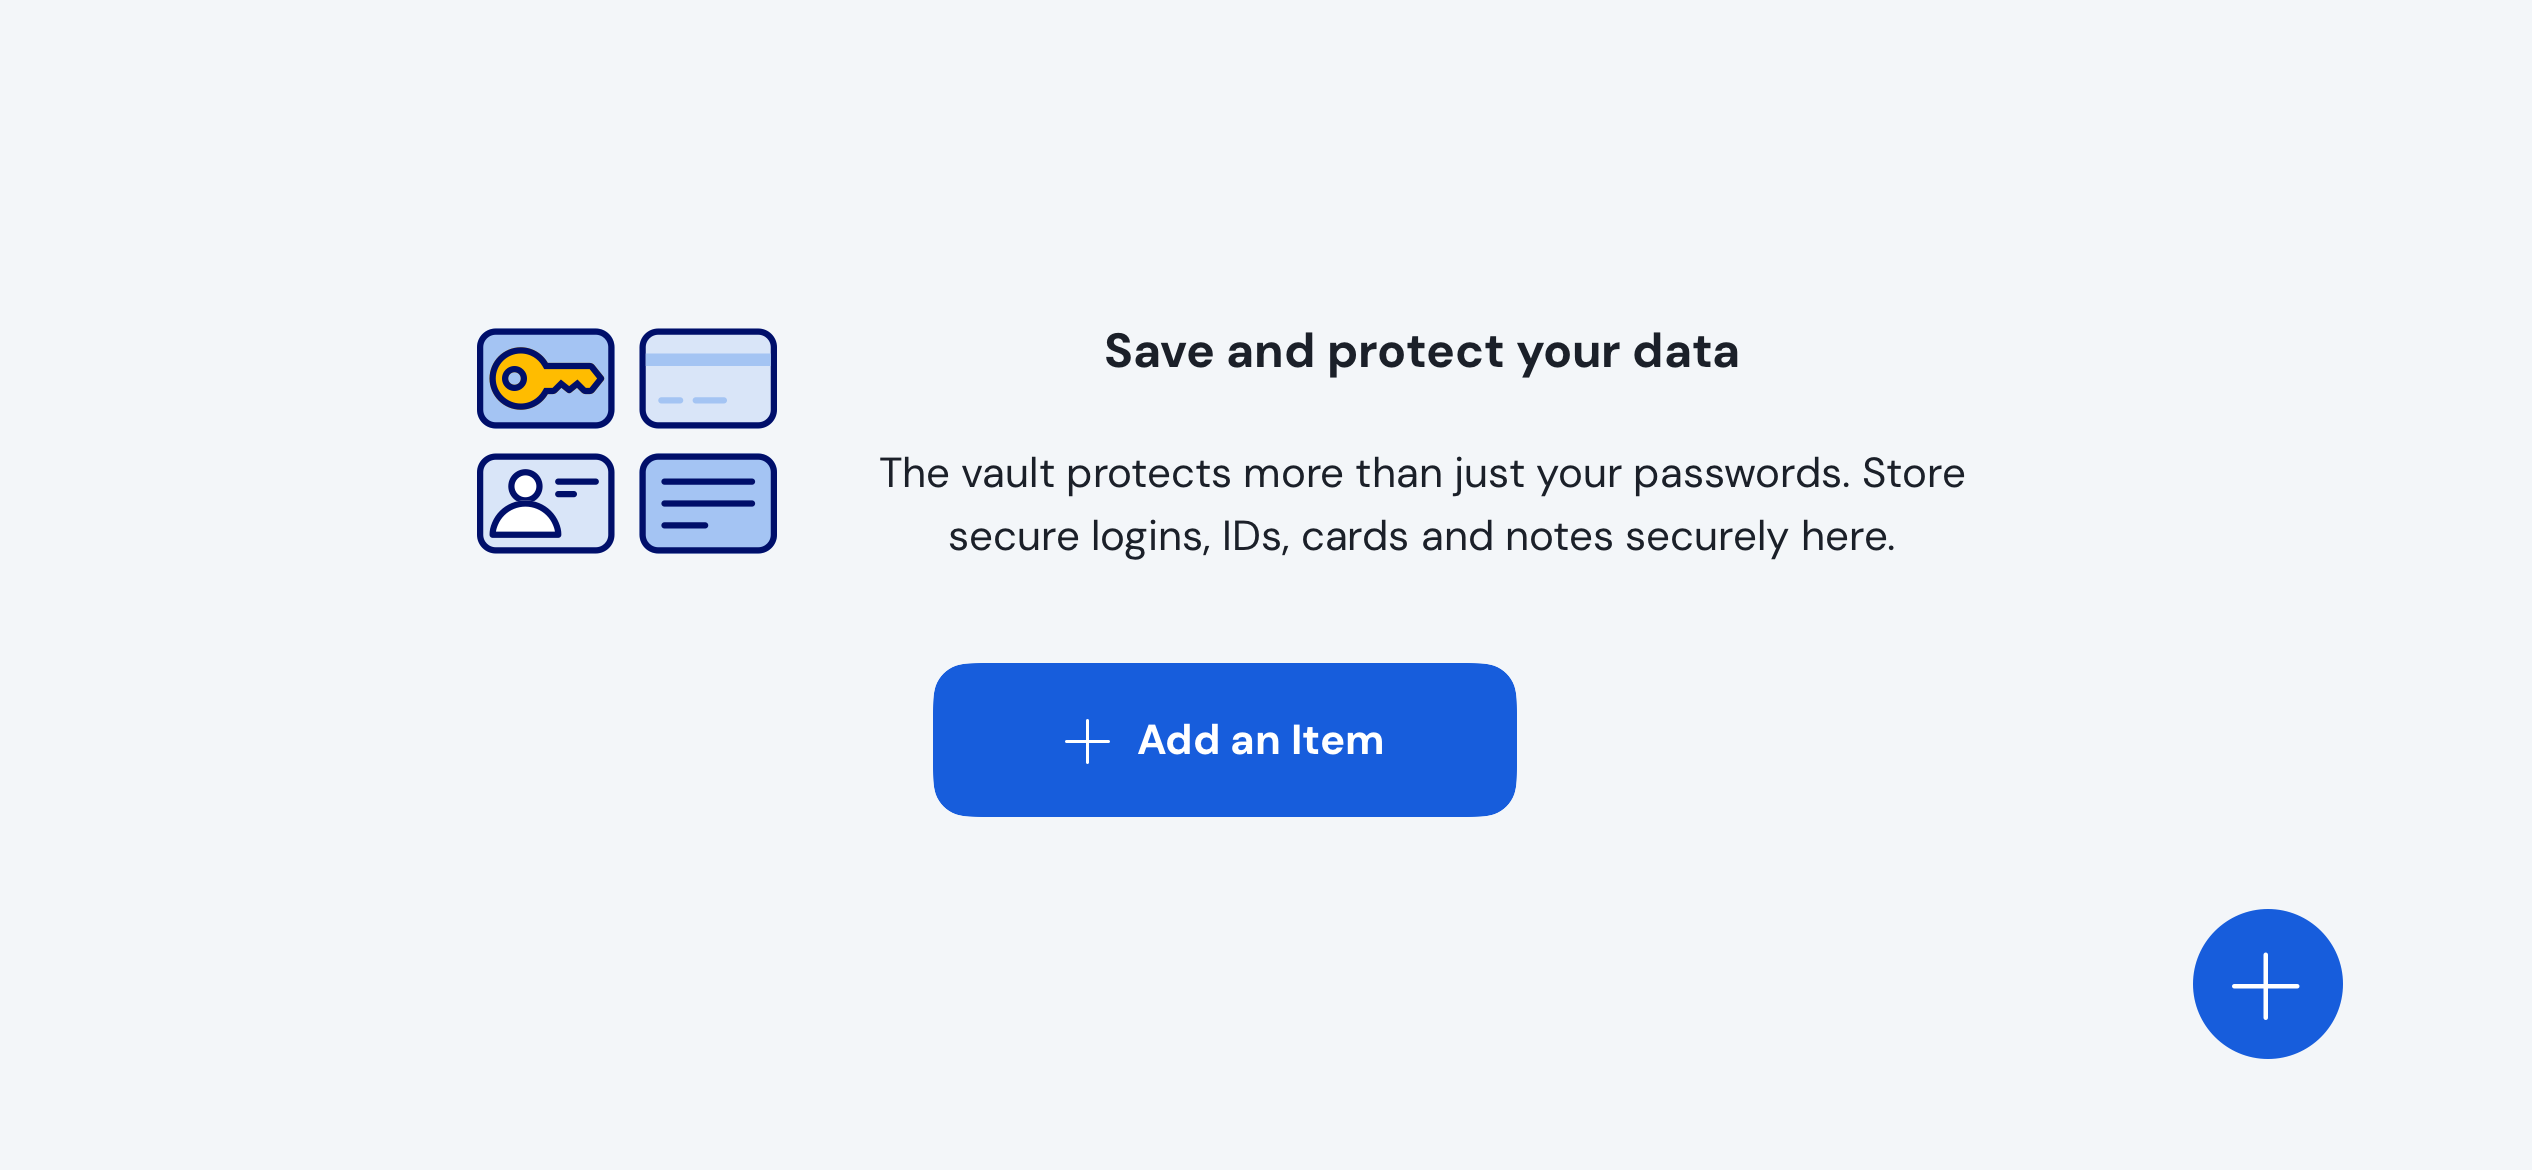 Save and protect your data
The vault protects more than just your passwords. Store
secure logins, IDs, cards and notes securely here.
Add an Item